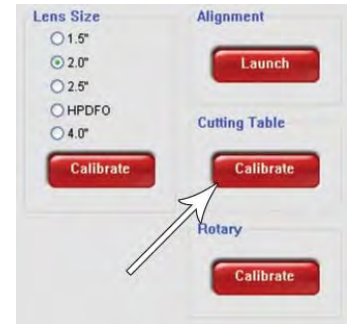 Lens Size
1.5"
2.0"
2.5"
HPDFO
4.0"
Calibrate
Alignment
Launch
Cutting Table
Calibrate
Rotary
Calibrate